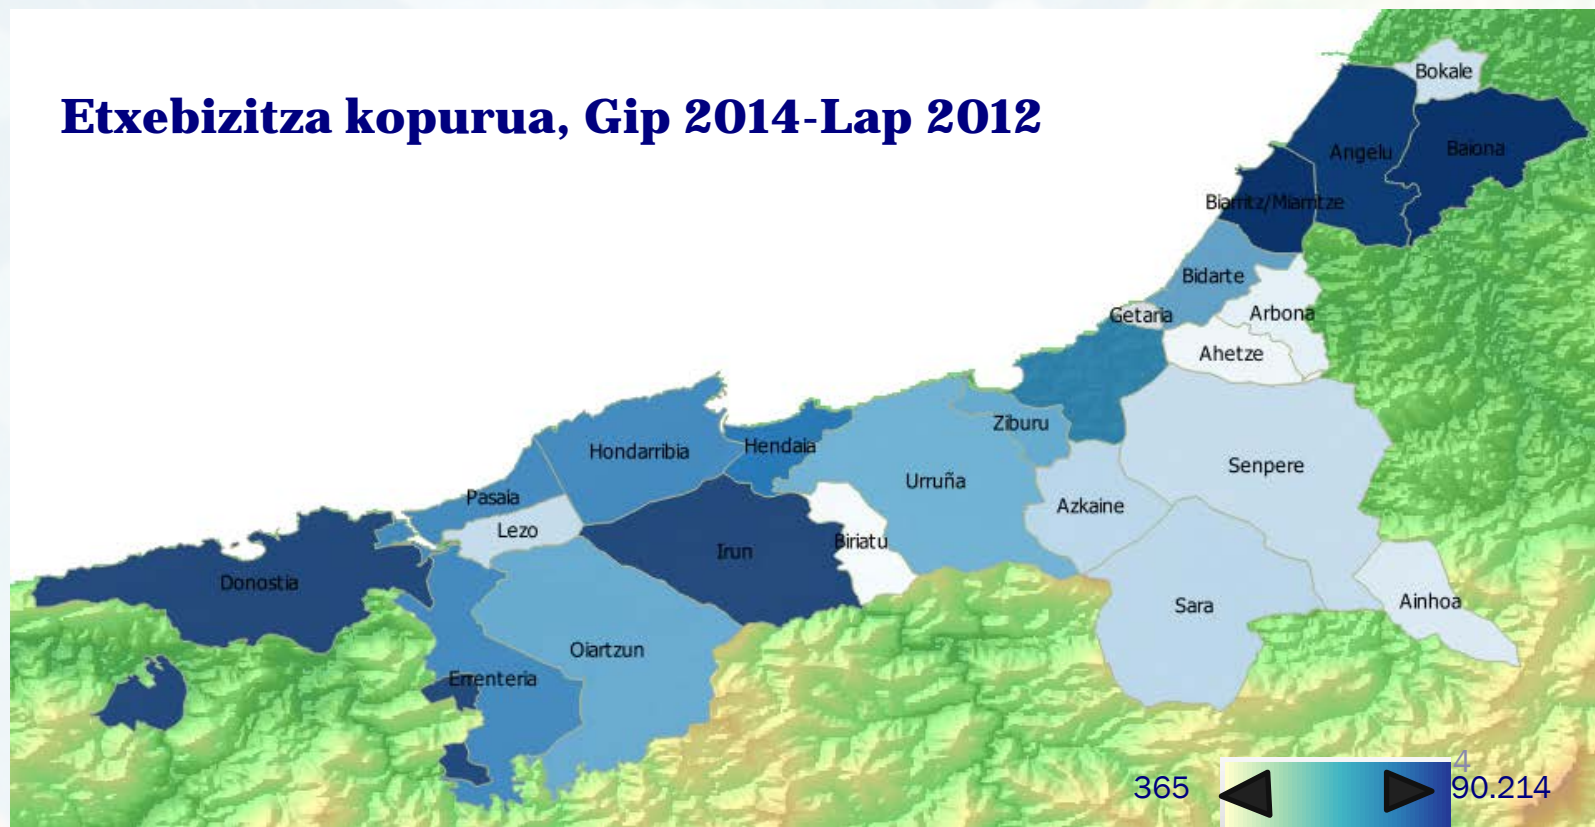 Etxebizitza kopurua, Gip 2014-Lap 2012
Bokale
Angelu
Baiona
Biarritz/Miarritze
Bidarte
Getaria
Arbona
Ahetze
Ziburu
Hendaia
Hondarribia
Senpere
Urruña
Pasaia
Azkaine
Lezo
Biriatu
Irun
Donostia
Ainhoa
Sara
Oiartzun
Errenteria
4
365
90.214